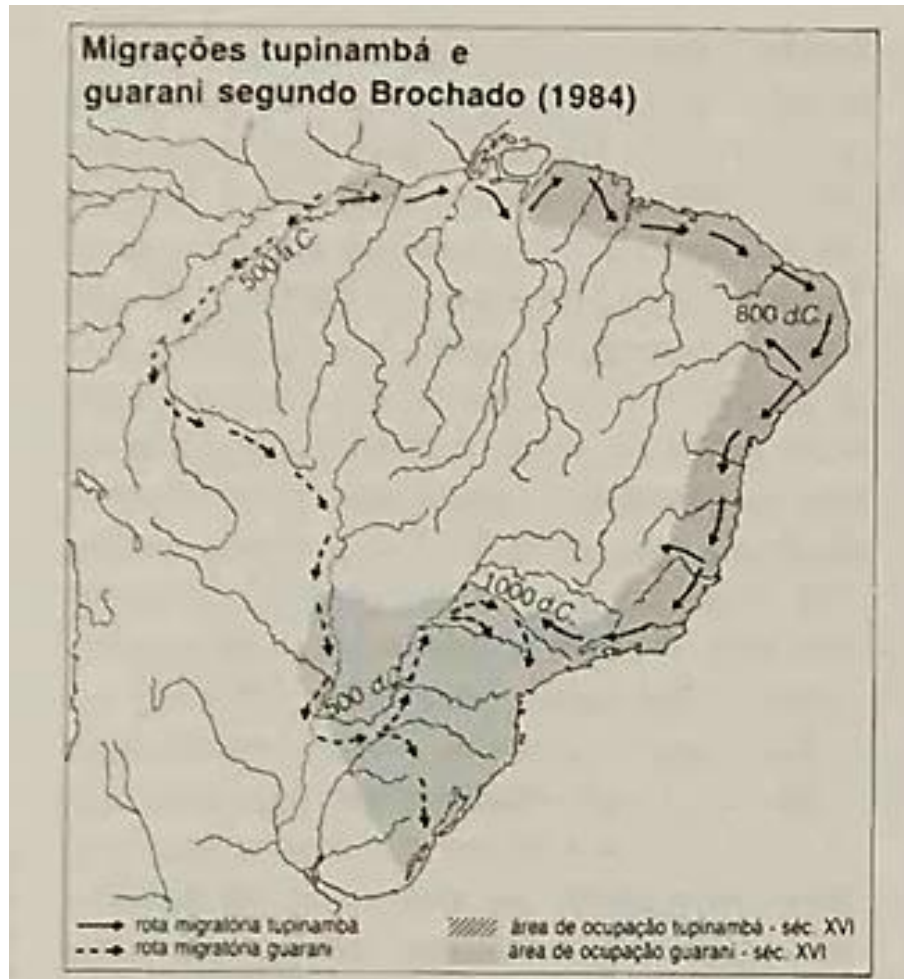 Migrações tupinambá e
guarani segundo Brochado (1984)
500 d.C.
800 d.C.
1000 d.C.
500 d.C.
rota migratória tupinambá
rota migratória guarani
área de ocupação tupinambá - séc. XVI
área de ocupação guarani - séc. XVI